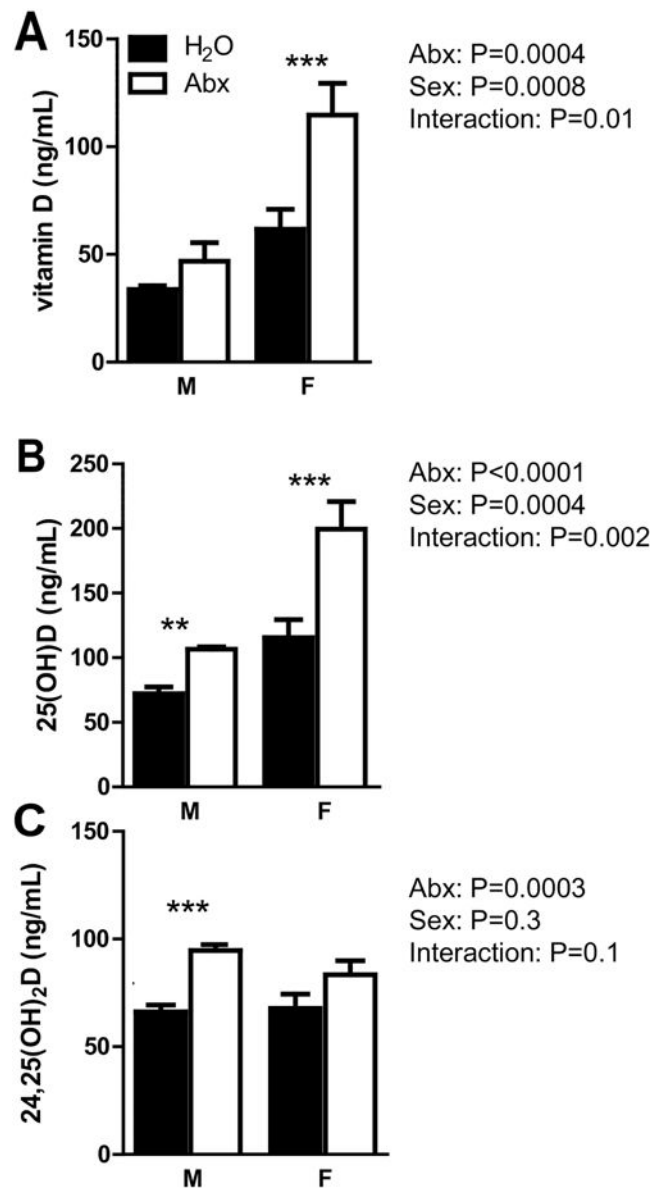 A
vitamin D (ng/mL)
150
100
50
0
H₂O
Abx
***
M
F
Abx: P=0.0004
Sex: P=0.0008
Interaction: P=0.01
B
25(OH)D (ng/mL)
250
200
150
100
50
0
**
***
M
F
Abx: P<0.0001
Sex: P=0.0004
Interaction: P=0.002
C
24,25(OH)₂D (ng/mL)
150
100
50
0
***
M
F
Abx: P=0.0003
Sex: P=0.3
Interaction: P=0.1